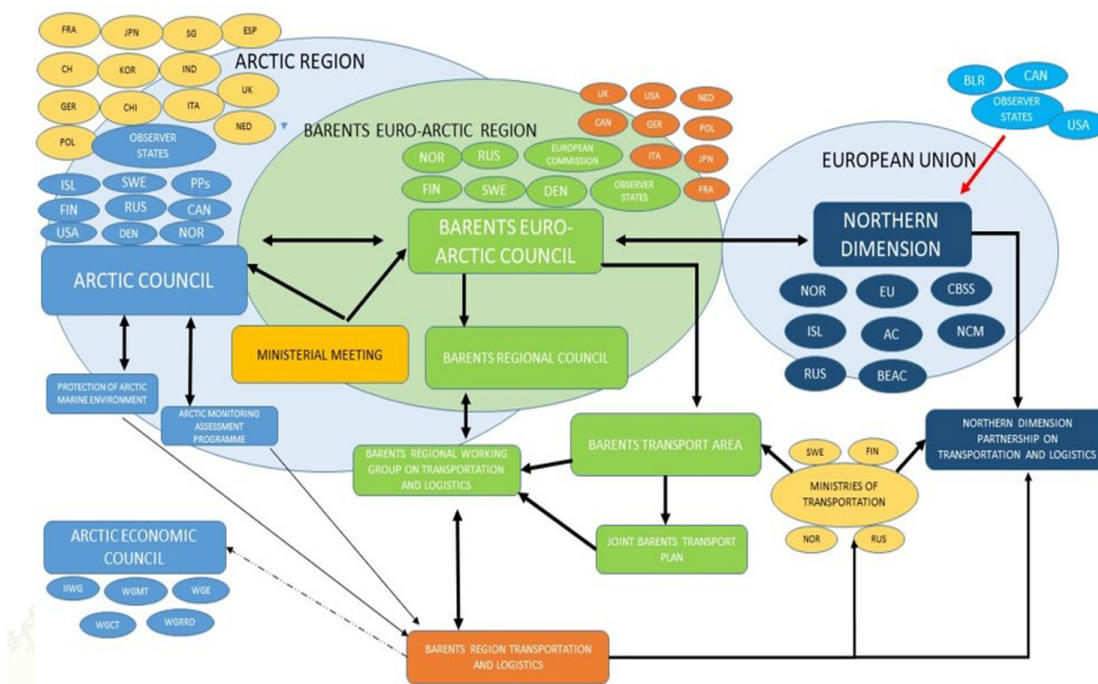 FRA
JPN
SG
ESP
ARCTIC REGION
CH
KOR
IND
UK
GER
CHI
ITA
NED
POL
OBSERVER
STATES
ISL
SWE
PPs
FIN
RUS
CAN
USA
DEN
NOR
ARCTIC COUNCIL
BARENTS EURO-ARCTIC REGION
UK
USA
NED
CAN
GER
POL
ITA
JPN
FRA
NOR
RUS
EUROPEAN
COMMISSION
FIN
SWE
DEN
OBSERVER
STATES
BARENTS EURO-
ARCTIC COUNCIL
BLR
CAN
OBSERVER
STATES
USA
EUROPEAN UNION
NORTHERN
DIMENSION
NOR
EU
CBSS
ISL
AC
NCM
RUS
BEAC
MINISTERIAL MEETING
BARENTS REGIONAL COUNCIL
PROTECTION OF ARCTIC
MARINE ENVIRONMENT
ARCTIC MONITORING
ASSESSMENT
PROGRAMME
BARENTS REGIONAL WORKING
GROUP ON TRANSPORTATION
AND LOGISTICS
BARENTS TRANSPORT AREA
SWE
FIN
MINISTRIES OF
TRANSPORTATION
NOR
RUS
NORTHERN DIMENSION
PARTNERSHIP ON
TRANSPORTATION AND LOGISTICS
JOINT BARENTS TRANSPORT
PLAN
ARCTIC ECONOMIC
COUNCIL
IIWG
WGMT
WGE
WGCT
WGRRD
BARENTS REGION TRANSPORTATION
AND LOGISTICS